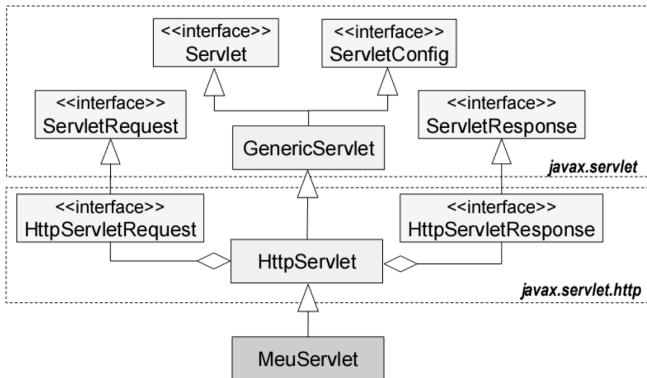 <<interface>>
Servlet
<<interface>>
ServletConfig
<<interface>>
ServletRequest
GenericServlet
<<interface>>
ServletResponse
javax.servlet
<<interface>>
HttpServletRequest
<<interface>>
HttpServletResponse
HttpServlet
javax.servlet.http
MeuServlet